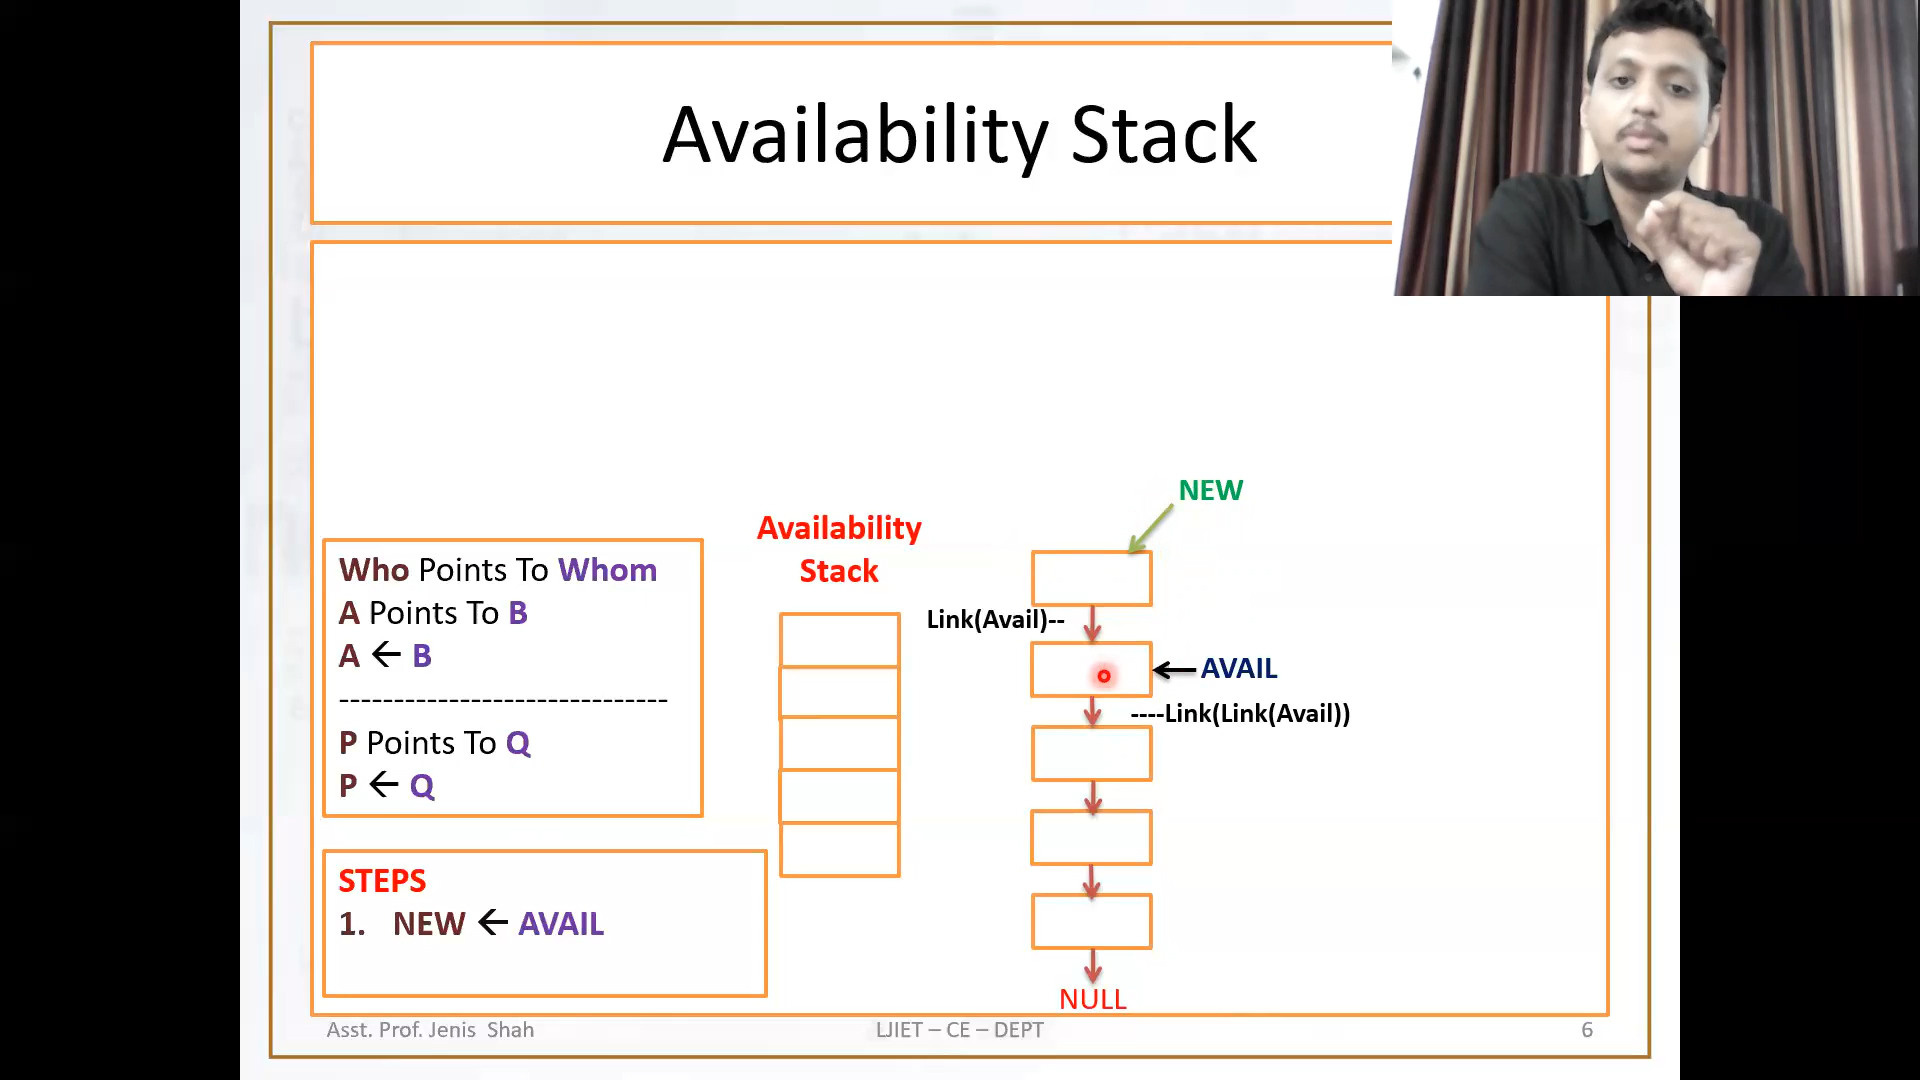 Availability Stack
Who Points To Whom
A Points To B
A ← B
------------------------------
P Points To Q
P ← Q
STEPS
1. NEW ← AVAIL
Availability
Stack
NEW
Link(Avail)--
AVAIL
----Link(Link(Avail))
NULL
Asst. Prof. Jenis Shah
LJIET – CE – DEPT
6